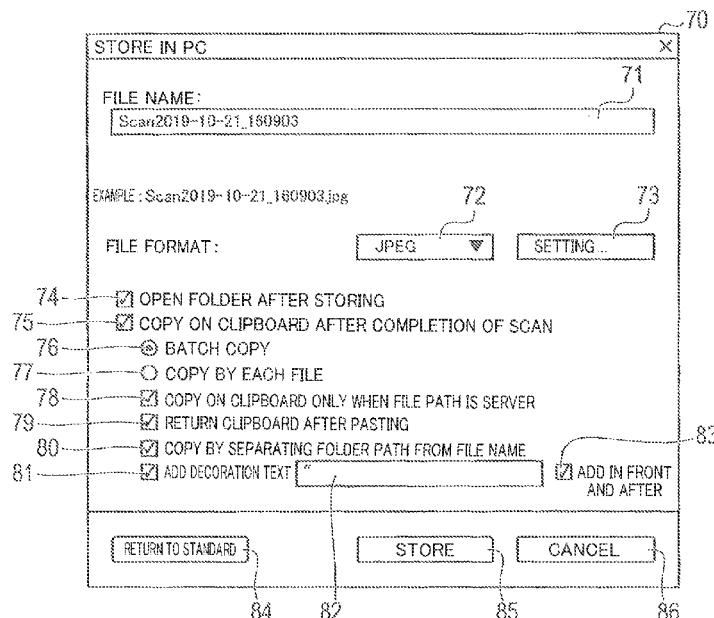 70
STORE IN PC ×
71
FILE NAME:
Scan2019-10-21_160903
EXAMPLE : Scan2019-10-21_160903.jpg
72 73
FILE FORMAT : JPEG ▼ SETTING...
74 OPEN FOLDER AFTER STORING
75 COPY ON CLIPBOARD AFTER COMPLETION OF SCAN
76 BATCH COPY
77 COPY BY EACH FILE
78 COPY ON CLIPBOARD ONLY WHEN FILE PATH IS SERVER
79 RETURN CLIPBOARD AFTER PASTING
80 COPY BY SEPARATING FOLDER PATH FROM FILE NAME
83
81 ADD DECORATION TEXT " ADD IN FRONT
AND AFTER
RETURN TO STANDARD STORE CANCEL
84 82 85 86